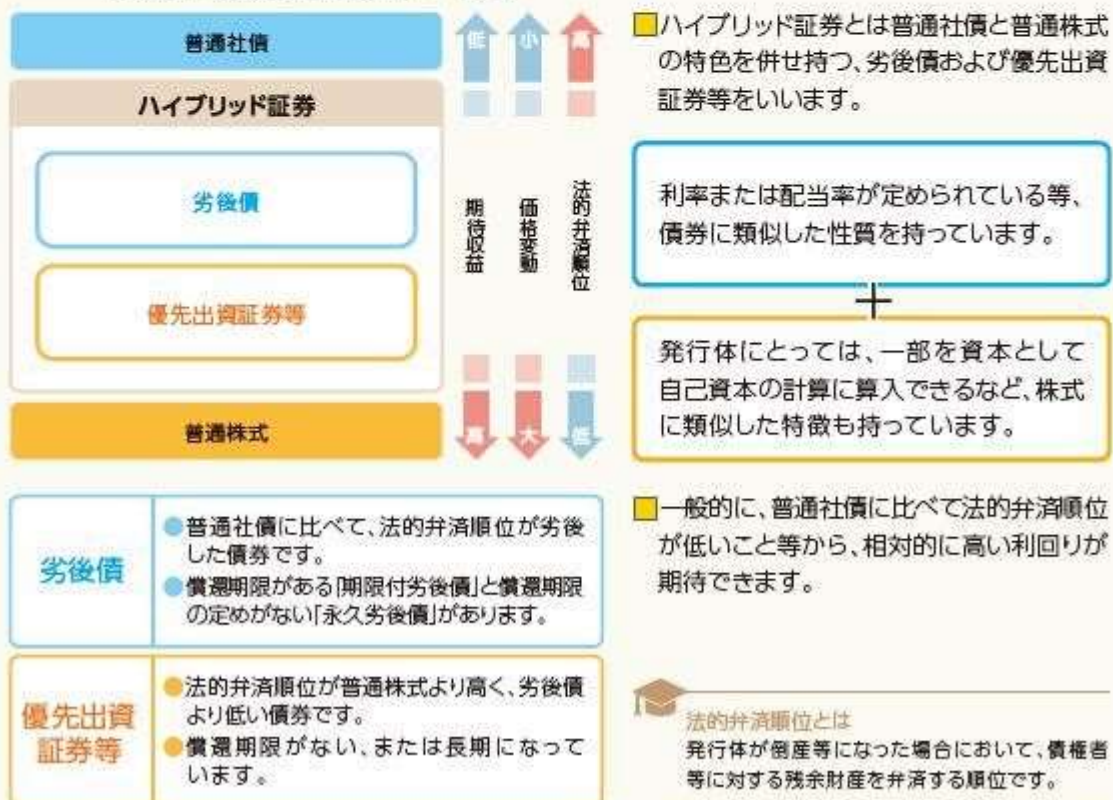 普通社債
ハイブリッド証券
劣後債
優先出資証券等
普通株式
低
小
高
期待収益
価格変動
法的弁済順位
高
大
低
■ハイブリッド証券とは普通社債と普通株式
の特色を併せ持つ、劣後債および優先出資
証券等をいいます。
利率または配当率が定められている等、
債券に類似した性質を持っています。
+
発行体にとっては、一部を資本として
自己資本の計算に算入できるなど、株式
に類似した特徴も持っています。
■一般的に、普通社債に比べて法的弁済順位
が低いこと等から、相対的に高い利回りが
期待できます。
劣後債
●普通社債に比べて、法的弁済順位が劣後
した債券です。
●償還期限がある「期限付劣後債」と償還期限
の定めがない「永久劣後債」があります。
優先出資
証券等
●法的弁済順位が普通株式より高く、劣後債
より低い債券です。
●償還期限がない、または長期になって
います。
法的弁済順位とは
発行体が倒産等になった場合において、債権者
等に対する残余財産を弁済する順位です。